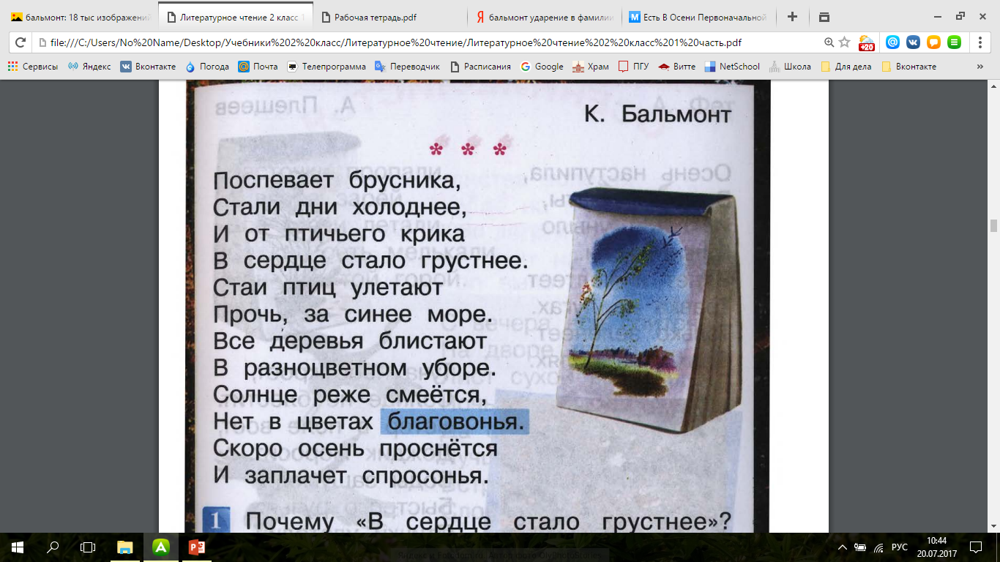 бальмонт: 18 тыс изображений
Литературное чтение 2 класс 1
Рабочая тетрадь.pdf
бальмонт ударение в фамилии
Есть В Осени Первоначальной
file:///C:/Users/No%20Name/Desktop/Учебники%202%20класс/Литературное%20чтение/Литературное%20чтение%202%20класс%201%20часть.pdf
+20
Сервисы Яндекс Вконтакте Погода Почта Телепрограмма Переводчик Расписания Google Храм ПГУ Витте NetSchool Школа Для дела Вконтакте »
К. Бальмонт
* * *
Поспевает брусника,
Стали дни холоднее,
И от птичьего крика
В сердце стало грустнее.
Стаи птиц улетают
Прочь, за синее море.
Все деревья блистают
В разноцветном уборе.
Солнце реже смеётся,
Нет в цветах благовонья.
Скоро осень проснётся
И заплачет спросонья.
1 Почему «В сердце стало грустнее»?
РУС
10:44
20.07.2017